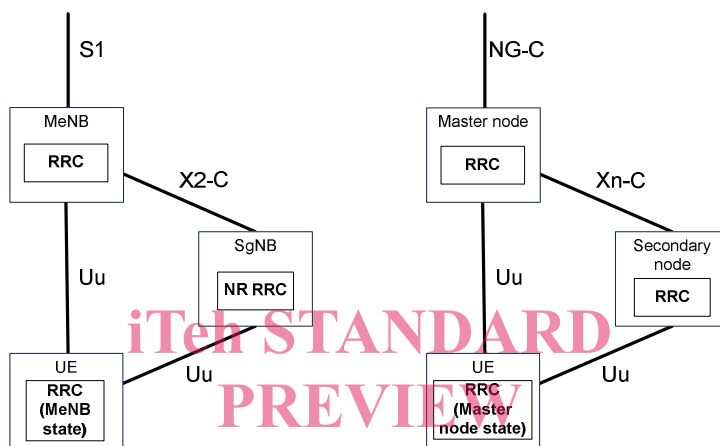 S1
NG-C
MeNB
RRC
Master node
RRC
X2-C
Xn-C
SgNB
NR RRC
Secondary
node
RRC
Uu
Uu
iTeh STANDARD
PREVIEW
Uu
Uu
UE
RRC
(MeNB
state)
UE
RRC
(Master
node state)